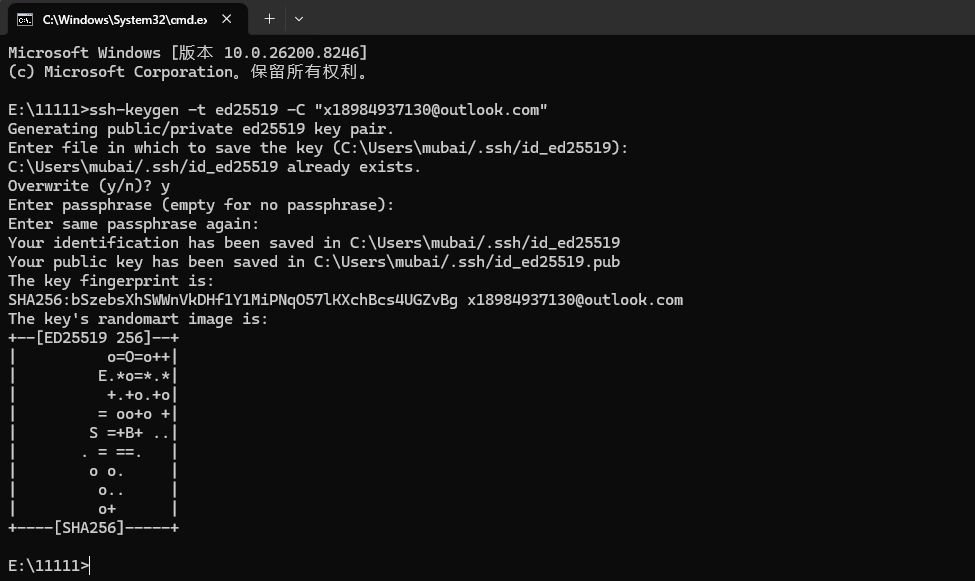 C:\Windows\System32\cmd.ex
Microsoft Windows [版本 10.0.26200.8246]
(c) Microsoft Corporation。保留所有权利。
E:\11111>ssh-keygen -t ed25519 -C "x18984937130@outlook.com"
Generating public/private ed25519 key pair.
Enter file in which to save the key (C:\Users\mubai/.ssh/id_ed25519):
C:\Users\mubai/.ssh/id_ed25519 already exists.
Overwrite (y/n)? y
Enter passphrase (empty for no passphrase):
Enter same passphrase again:
Your identification has been saved in C:\Users\mubai/.ssh/id_ed25519
Your public key has been saved in C:\Users\mubai/.ssh/id_ed25519.pub
The key fingerprint is:
SHA256:bSzebsXhSWWnVkDHf1Y1MiPNqO57lKXchBcs4UGZvBg x18984937130@outlook.com
The key's randomart image is:
+--[ED25519 256]--+
|          o=O=o++|
|         E.*o=*.*|
|          +.+o.+o|
|         = oo+o +|
|        S =+B+ ..|
|       . = ==.   |
|        o o.     |
|         o..     |
|         o+      |
+----[SHA256]-----+
E:\11111>